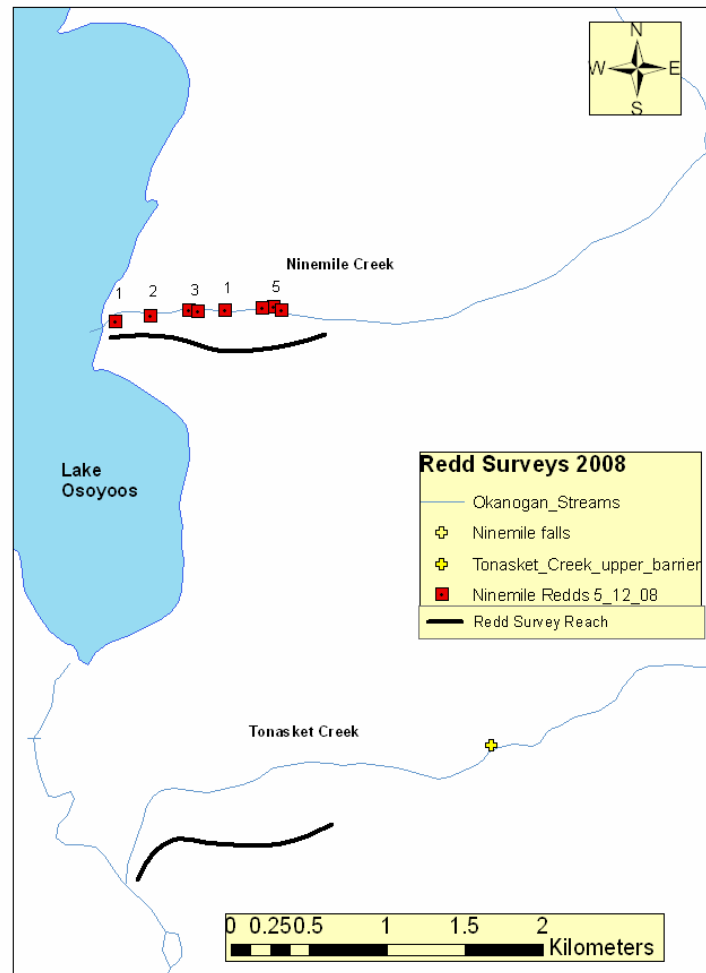 N
W E
S
Ninemile Creek
1 2 3 1 5
Lake
Osoyoos
Redd Surveys 2008
Okanogan_Streams
Ninemile falls
Tonasket_Creek_upper_barrier
Ninemile Redds 5_12_08
Redd Survey Reach
Tonasket Creek
0 0.25 0.5 1 1.5 2
Kilometers